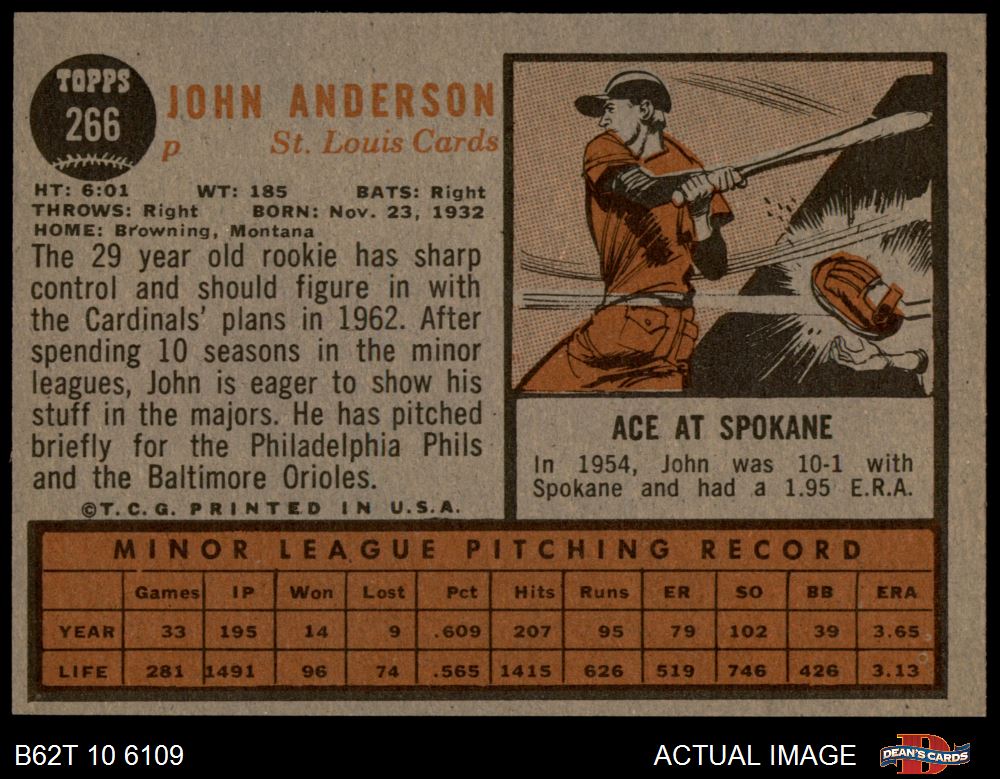 TOPPS
266
JOHN ANDERSON
p St. Louis Cards
HT: 6:01 WT: 185 BATS: Right
THROWS: Right BORN: Nov. 23, 1932
HOME: Browning, Montana
The 29 year old rookie has sharp
control and should figure in with
the Cardinals' plans in 1962. After
spending 10 seasons in the minor
leagues, John is eager to show his
stuff in the majors. He has pitched
briefly for the Philadelphia Phils
and the Baltimore Orioles.
©T.C.G. PRINTED IN U.S.A.
ACE AT SPOKANE
In 1954, John was 10-1 with
Spokane and had a 1.95 E.R.A.
MINOR LEAGUE PITCHING RECORD
Games IP Won Lost Pct Hits Runs ER SO BB ERA
YEAR 33 195 14 9 .609 207 95 79 102 39 3.65
LIFE 281 1491 96 74 .565 1415 626 519 746 426 3.13
B62T 10 6109 ACTUAL IMAGE DEAN'S CARDS